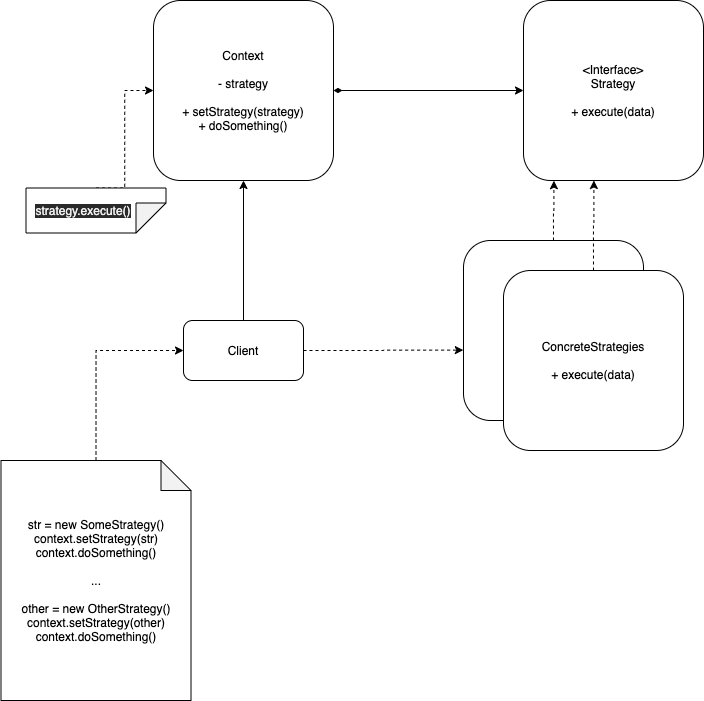 Context
- strategy
+ setStrategy(strategy)
+ doSomething()
<Interface>
Strategy
+ execute(data)
strategy.execute()
Client
ConcreteStrategies
+ execute(data)
str = new SomeStrategy()
context.setStrategy(str)
context.doSomething()
...
other = new OtherStrategy()
context.setStrategy(other)
context.doSomething()